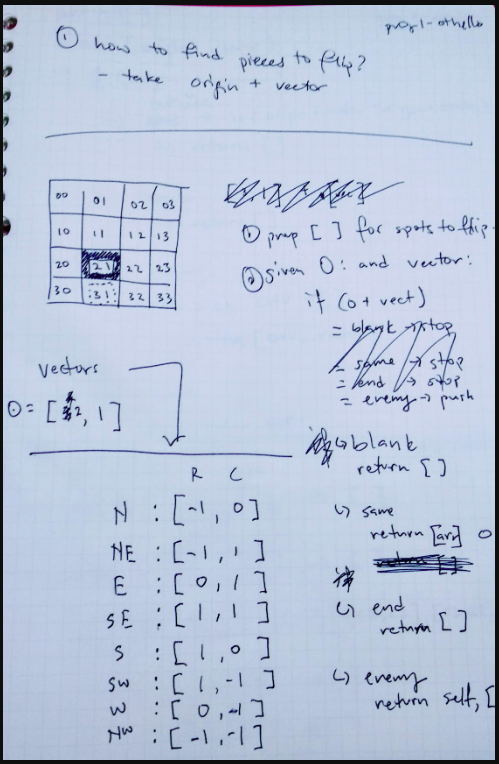 prog1-othello
① how to find pieces to flip?
- take origin + vector
00 01 02 03
10 11 12 13
20 21 22 23
30 31 32 33
① prep [ ] for spots to flip.
② given O: and vector:
if (o + vect)
= blank → stop
= same → stop
= end → stop
= enemy → push
vectors
O = [2, 1]
↳ blank
return [ ]
↳ same
return [arr] o
↳ end
return [ ]
↳ enemy
return self, [
R C
N : [-1, 0]
NE : [-1, 1]
E : [0, 1]
SE : [1, 1]
S : [1, 0]
SW : [1, -1]
W : [0, -1]
NW : [-1, -1]